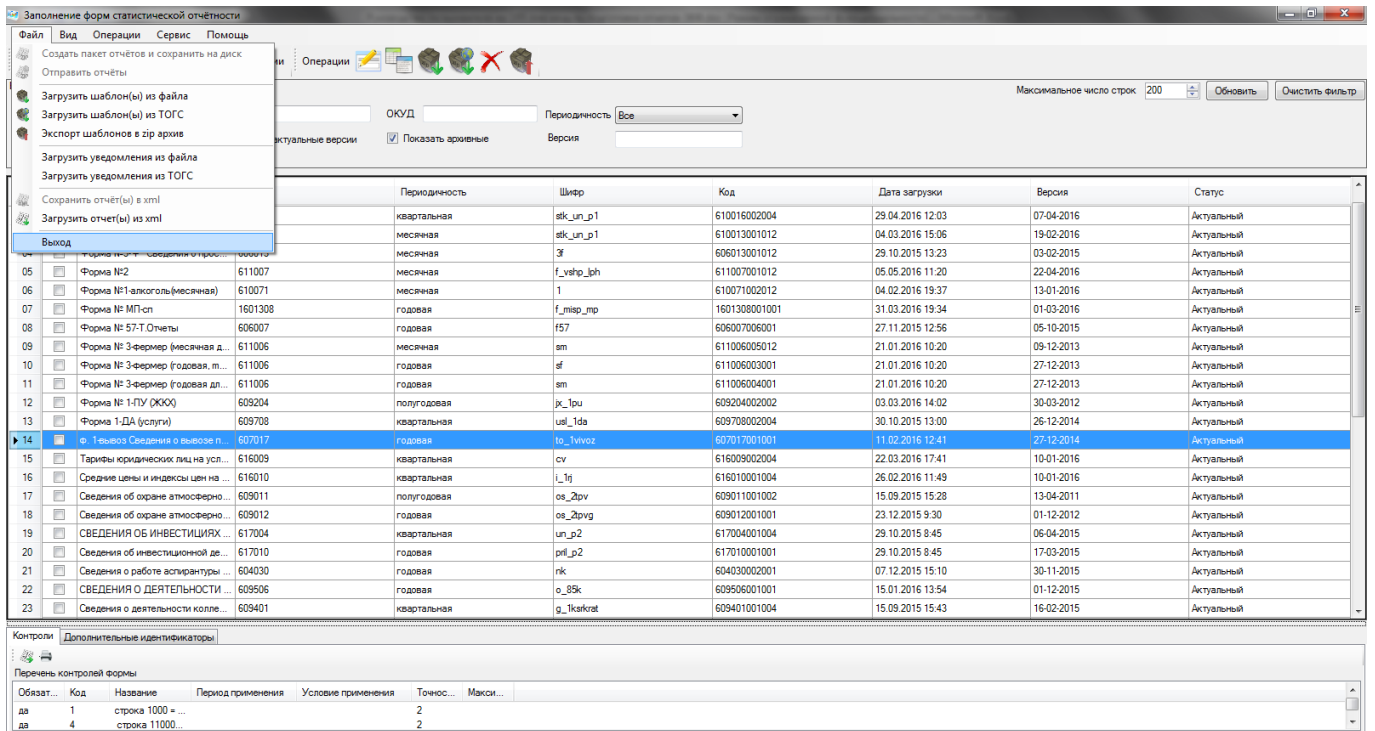 Заполнение форм статистической отчётности
Файл Вид Операции Сервис Помощь
Создать пакет отчётов и сохранить на диск
Отправить отчёты
Загрузить шаблон(ы) из файла
Загрузить шаблон(ы) из ТОГС
Экспорт шаблонов в zip архив
Загрузить уведомления из файла
Загрузить уведомления из ТОГС
Сохранить отчёт(ы) в xml
Загрузить отчет(ы) из xml
Выход
Операции
Максимальное число строк 200 Обновить Очистить фильтр
ОКУД Периодичность Все
актуальные версии Показать архивные Версия
Периодичность Шифр Код Дата загрузки Версия Статус
квартальная stk_un_p1 610016002004 29.04.2016 12:03 07-04-2016 Актуальный
месячная stk_un_p1 610013001012 04.03.2016 15:06 19-02-2016 Актуальный
месячная 3f 606013001012 29.10.2015 13:23 03-02-2015 Актуальный
05 Форма №2 611007 месячная f_vshp_lph 611007001012 05.05.2016 11:20 22-04-2016 Актуальный
06 Форма №1-алкоголь(месячная) 610071 месячная 1 610071002012 04.02.2016 19:37 13-01-2016 Актуальный
07 Форма № МП-сп 1601308 годовая f_misp_mp 1601308001001 31.03.2016 19:34 01-03-2016 Актуальный
08 Форма № 57-Т.Отчеты 606007 годовая f57 606007006001 27.11.2015 12:56 05-10-2015 Актуальный
09 Форма № 3-фермер (месячная д... 611006 месячная sm 611006005012 21.01.2016 10:20 09-12-2013 Актуальный
10 Форма № 3-фермер (годовая, m... 611006 годовая sf 611006003001 21.01.2016 10:20 27-12-2013 Актуальный
11 Форма № 3-фермер (годовая дл... 611006 годовая sm 611006004001 21.01.2016 10:20 27-12-2013 Актуальный
12 Форма № 1-ПУ (ЖКХ) 609204 полугодовая jx_1pu 609204002002 03.03.2016 14:02 30-03-2012 Актуальный
13 Форма 1-ДА (услуги) 609708 квартальная usl_1da 609708002004 30.10.2015 13:00 26-12-2014 Актуальный
14 ф. 1-вывоз Сведения о вывозе п... 607017 годовая to_1vivoz 607017001001 11.02.2016 12:41 27-12-2014 Актуальный
15 Тарифы юридических лиц на усл... 616009 квартальная cv 616009002004 22.03.2016 17:41 10-01-2016 Актуальный
16 Средние цены и индексы цен на ... 616010 квартальная i_1rj 616010001004 26.02.2016 11:49 10-01-2016 Актуальный
17 Сведения об охране атмосферно... 609011 полугодовая os_2tpv 609011001002 15.09.2015 15:28 13-04-2011 Актуальный
18 Сведения об охране атмосферно... 609012 годовая os_2tpvg 609012001001 23.12.2015 9:30 01-12-2012 Актуальный
19 СВЕДЕНИЯ ОБ ИНВЕСТИЦИЯХ ... 617004 квартальная un_p2 617004001004 29.10.2015 8:45 06-04-2015 Актуальный
20 Сведения об инвестиционной де... 617010 годовая pril_p2 617010001001 29.10.2015 8:45 17-03-2015 Актуальный
21 Сведения о работе аспирантуры ... 604030 годовая nk 604030002001 07.12.2015 15:10 30-11-2015 Актуальный
22 СВЕДЕНИЯ О ДЕЯТЕЛЬНОСТИ ... 609506 годовая o_85k 609506001001 15.01.2016 13:54 01-12-2015 Актуальный
23 Сведения о деятельности колле... 609401 квартальная g_1ksrkrat 609401001004 15.09.2015 15:43 16-02-2015 Актуальный
Контроли Дополнительные идентификаторы
Перечень контролей формы
Обязат... Код Название Период применения Условие применения Точнос... Макси...
да 1 строка 1000 = ... 2
да 4 строка 11000... 2